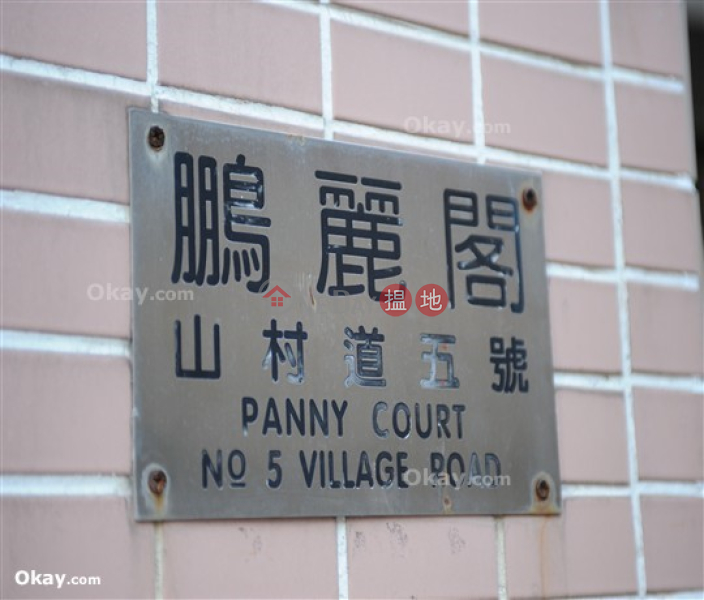 鵬麗閣
山村道五號
PANNY COURT
Nº 5 VILLAGE ROAD
Okay.com
Okay.com
揾地
Okay.com
Okay.com